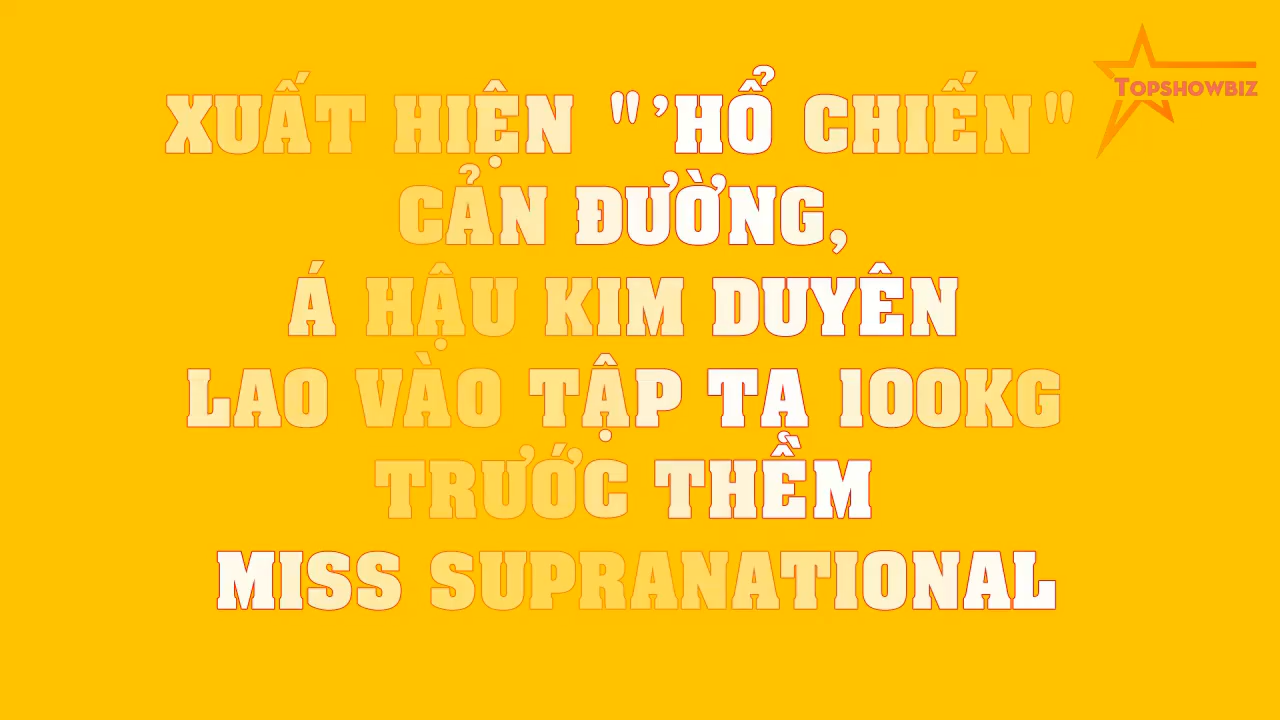 XUẤT HIỆN "’HỔ CHIẾN"
CẢN ĐƯỜNG,
Á HẬU KIM DUYÊN
LAO VÀO TẬP TẠ 100KG
TRƯỚC THỀM
MISS SUPRANATIONAL
TOPSHOWBIZ